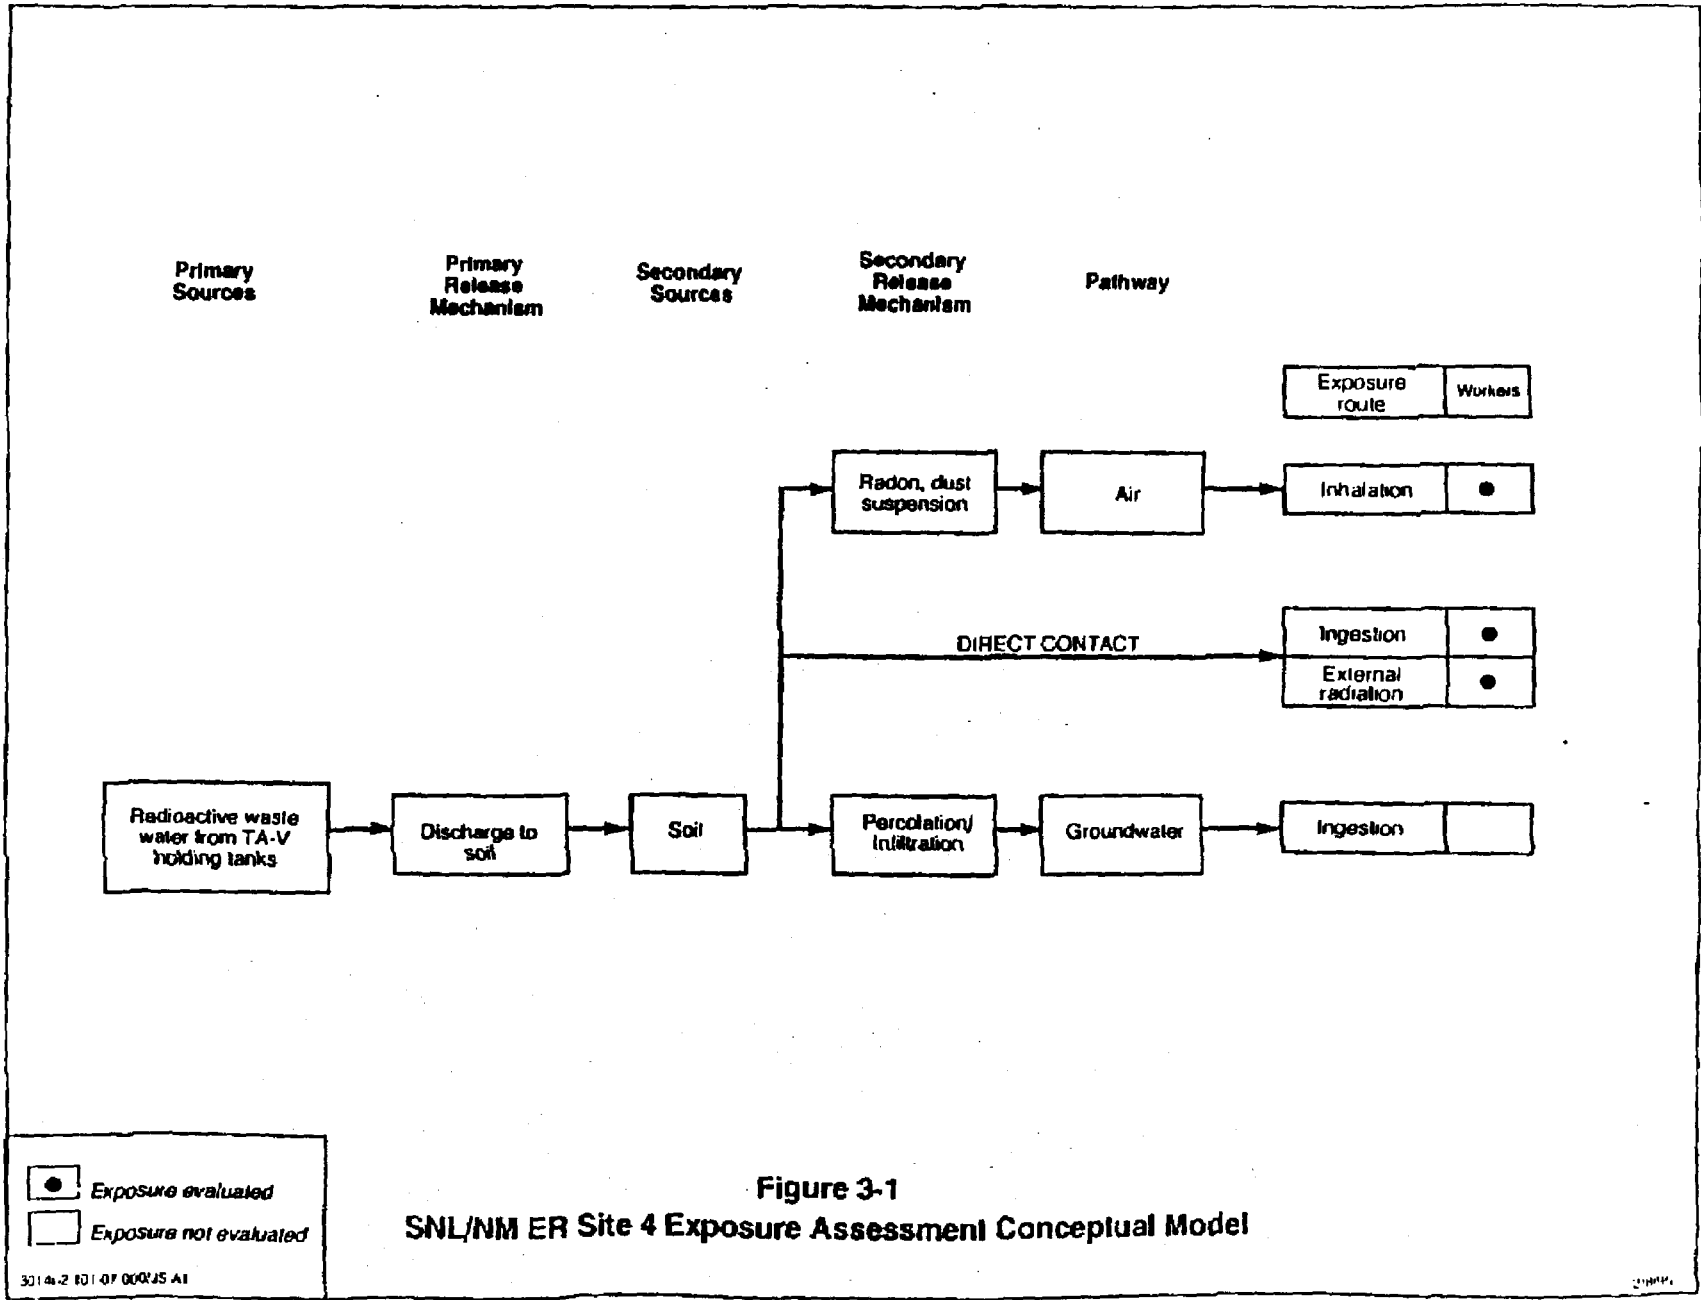 Primary
Sources
Primary
Release
Mechanism
Secondary
Sources
Secondary
Release
Mechanism
Pathway
Exposure
route
Workers
Radon, dust
suspension
Air
Inhalation
DIRECT CONTACT
Ingestion
External
radiation
Radioactive waste
water from TA-V
holding tanks
Discharge to
soil
Soil
Percolation/
Infiltration
Groundwater
Ingestion
Exposure evaluated
Exposure not evaluated
Figure 3-1
SNL/NM ER Site 4 Exposure Assessment Conceptual Model